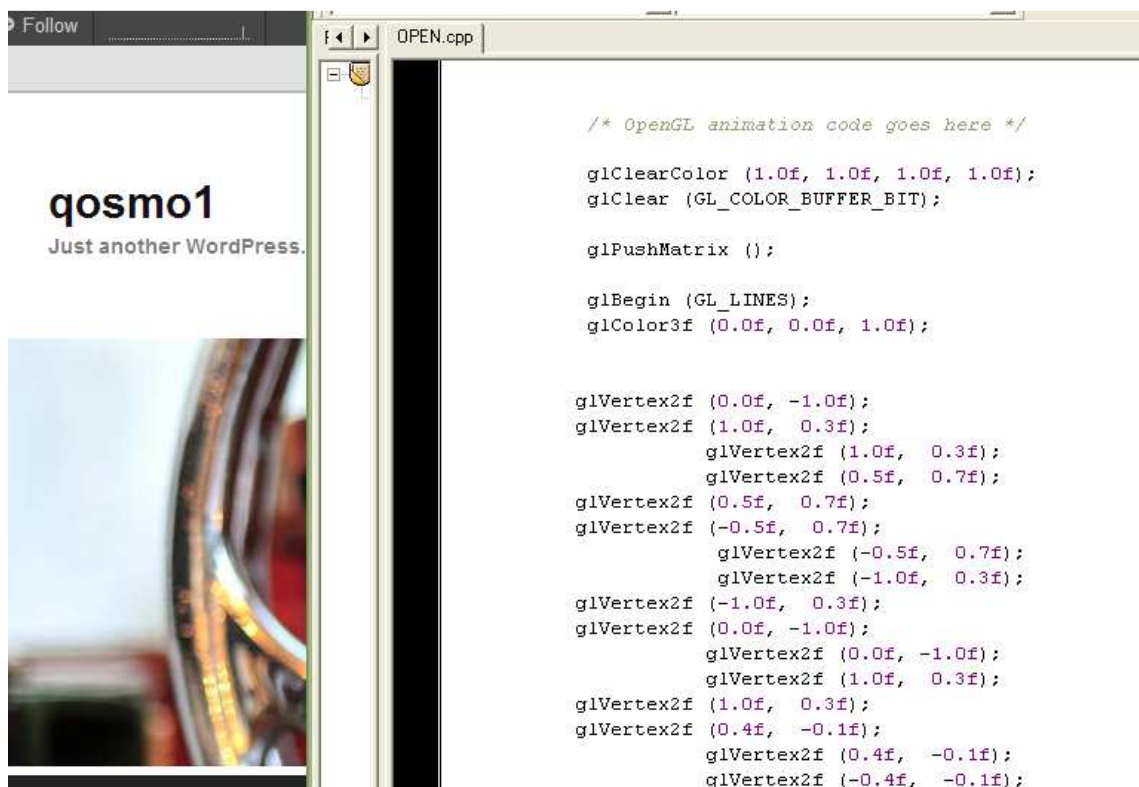 Follow
OPEN.cpp
qosmo1
Just another WordPress.
/* OpenGL animation code goes here */
glClearColor (1.0f, 1.0f, 1.0f, 1.0f);
glClear (GL_COLOR_BUFFER_BIT);
glPushMatrix ();
glBegin (GL_LINES);
glColor3f (0.0f, 0.0f, 1.0f);
glVertex2f (0.0f, -1.0f);
glVertex2f (1.0f,  0.3f);
glVertex2f (1.0f,  0.3f);
glVertex2f (0.5f,  0.7f);
glVertex2f (0.5f,  0.7f);
glVertex2f (-0.5f,  0.7f);
glVertex2f (-0.5f,  0.7f);
glVertex2f (-1.0f,  0.3f);
glVertex2f (-1.0f,  0.3f);
glVertex2f (0.0f, -1.0f);
glVertex2f (0.0f, -1.0f);
glVertex2f (1.0f,  0.3f);
glVertex2f (1.0f,  0.3f);
glVertex2f (0.4f,  -0.1f);
glVertex2f (0.4f,  -0.1f);
glVertex2f (-0.4f,  -0.1f);